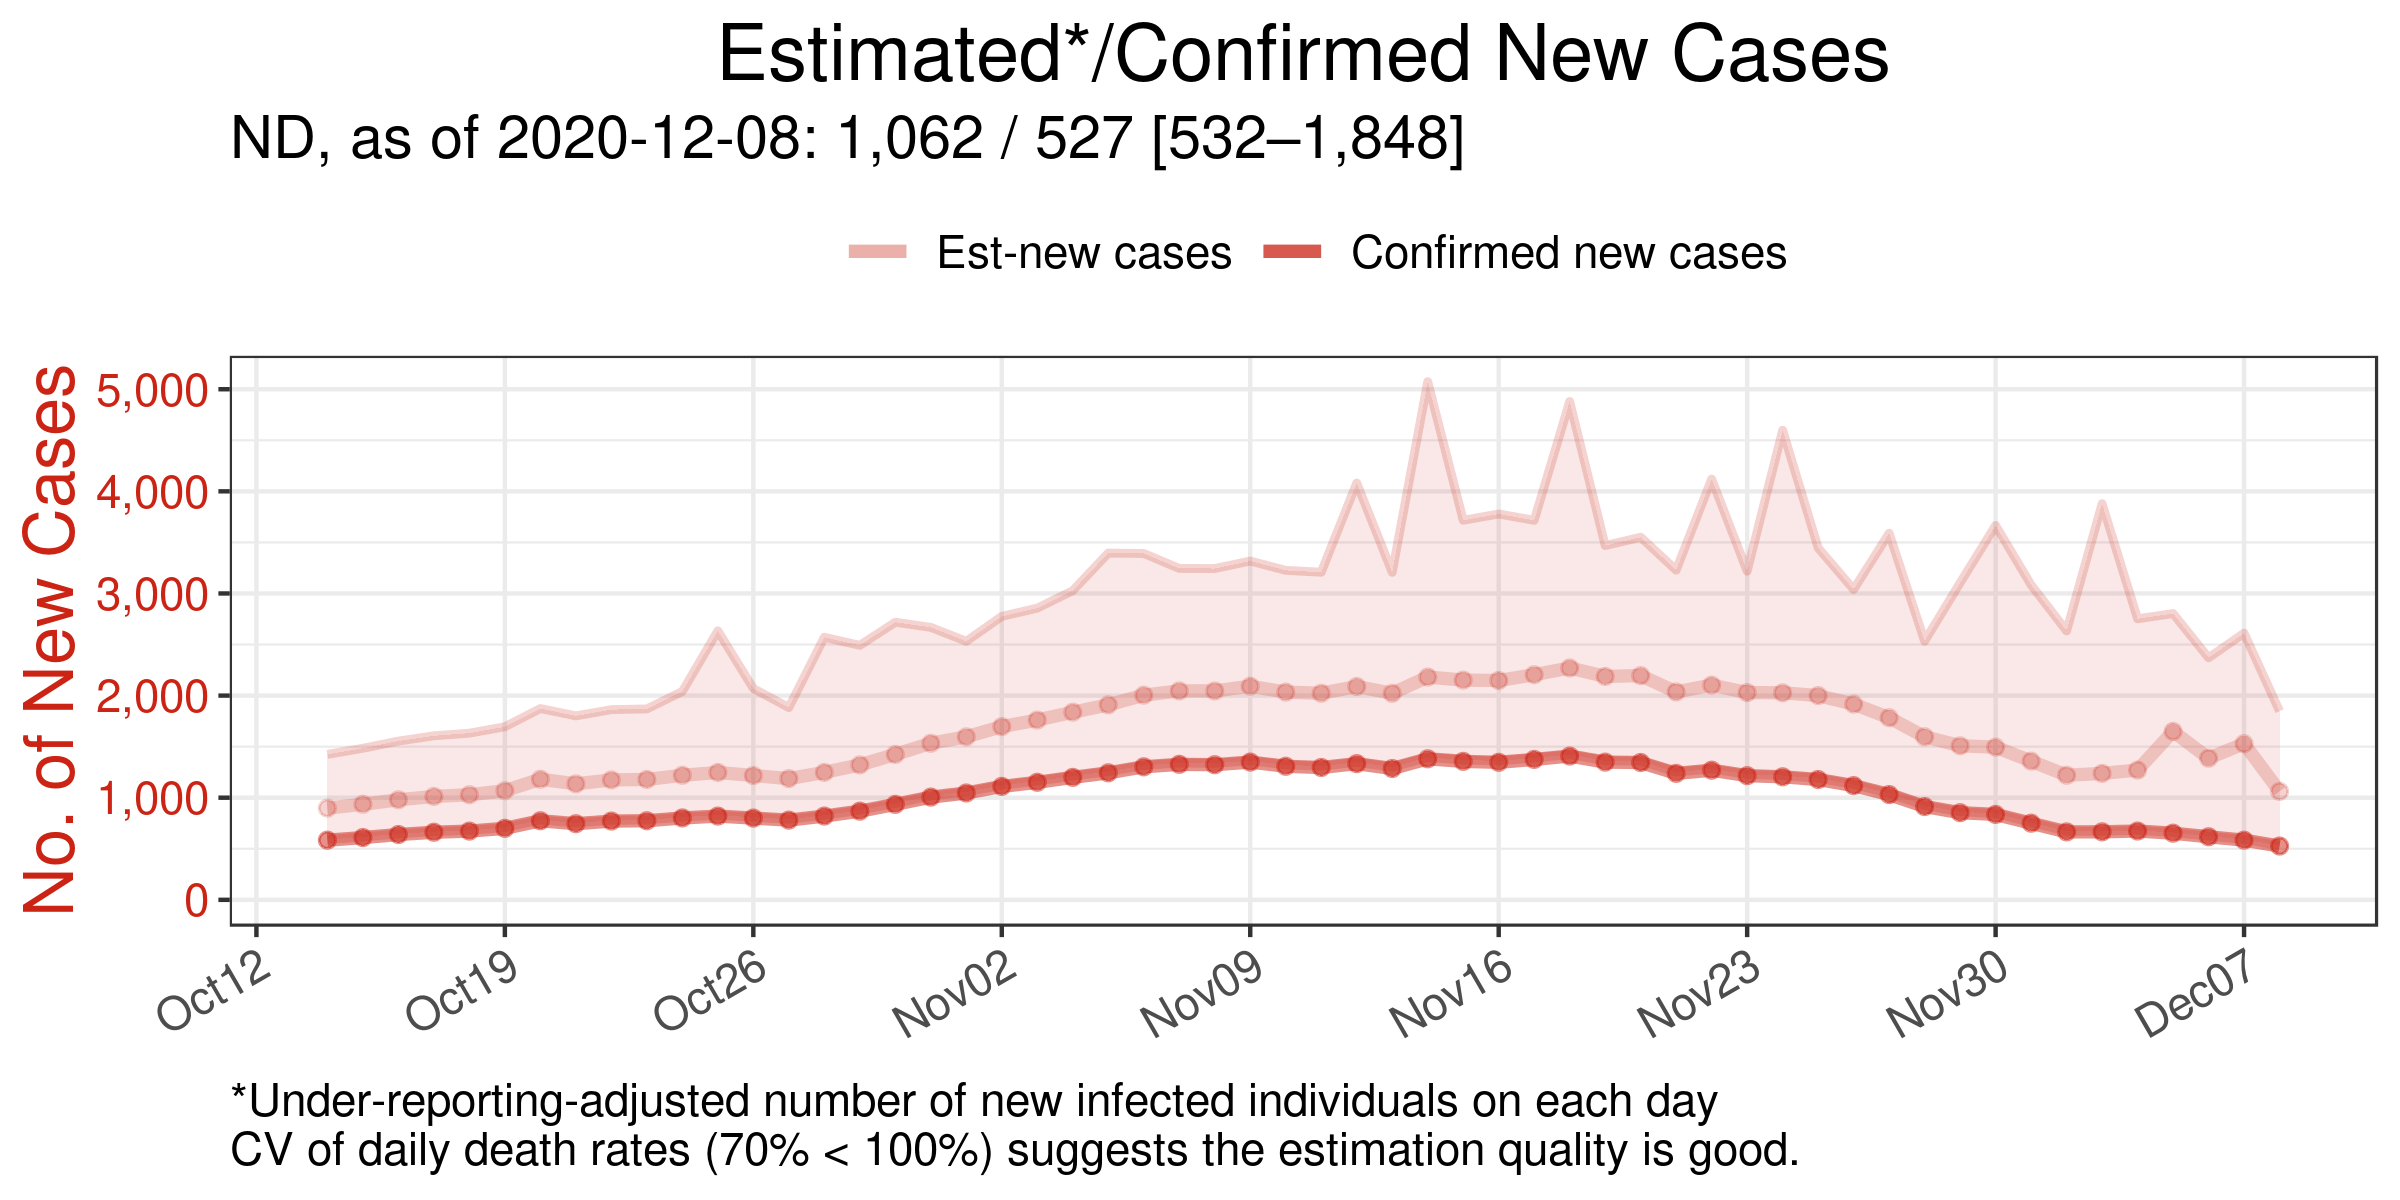 Estimated*/Confirmed New Cases
ND, as of 2020-12-08: 1,062 / 527 [532–1,848]
Est-new cases
Confirmed new cases
No. of New Cases
5,000
4,000
3,000
2,000
1,000
0
Oct12
Oct19
Oct26
Nov02
Nov09
Nov16
Nov23
Nov30
Dec07
*Under-reporting-adjusted number of new infected individuals on each day
CV of daily death rates (70% < 100%) suggests the estimation quality is good.